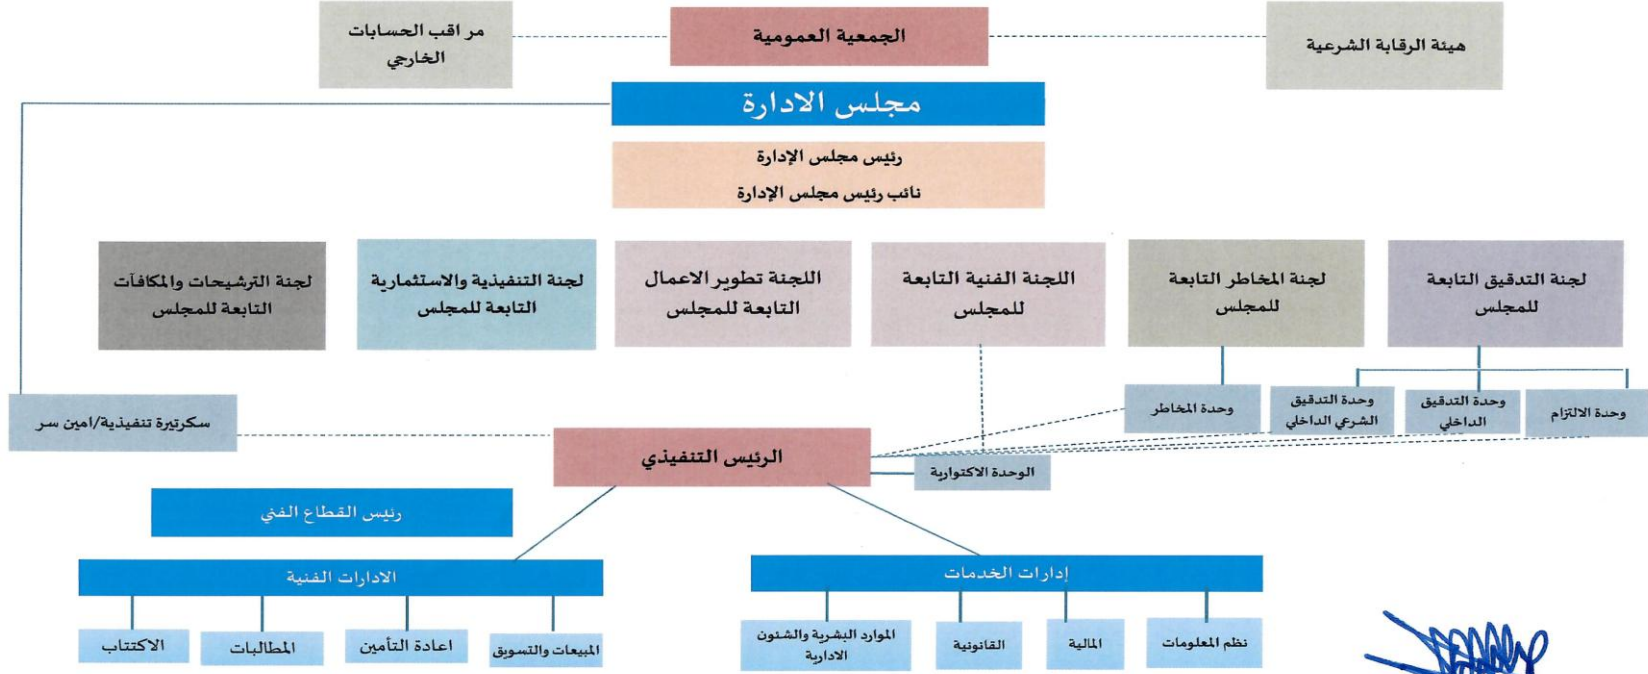 هيئة الرقابة الشرعية
الجمعية العمومية
مراقب الحسابات
الخارجي
مجلس الادارة
رئيس مجلس الإدارة
نائب رئيس مجلس الإدارة
لجنة التدقيق التابعة
للمجلس
لجنة المخاطر التابعة
للمجلس
اللجنة الفنية التابعة
للمجلس
اللجنة تطوير الاعمال
التابعة للمجلس
لجنة التنفيذية والاستثمارية
التابعة للمجلس
لجنة الترشيحات والمكافآت
التابعة للمجلس
وحدة الالتزام
وحدة التدقيق
الداخلي
وحدة التدقيق
الشرعي الداخلي
وحدة المخاطر
سكرتيرة تنفيذية/امين سر
الرئيس التنفيذي
الوحدة الاكتوارية
رئيس القطاع الفني
إدارات الخدمات
نظم المعلومات
المالية
القانونية
الموارد البشرية والشئون
الادارية
الادارات الفنية
المبيعات والتسويق
اعادة التأمين
المطالبات
الاكتتاب